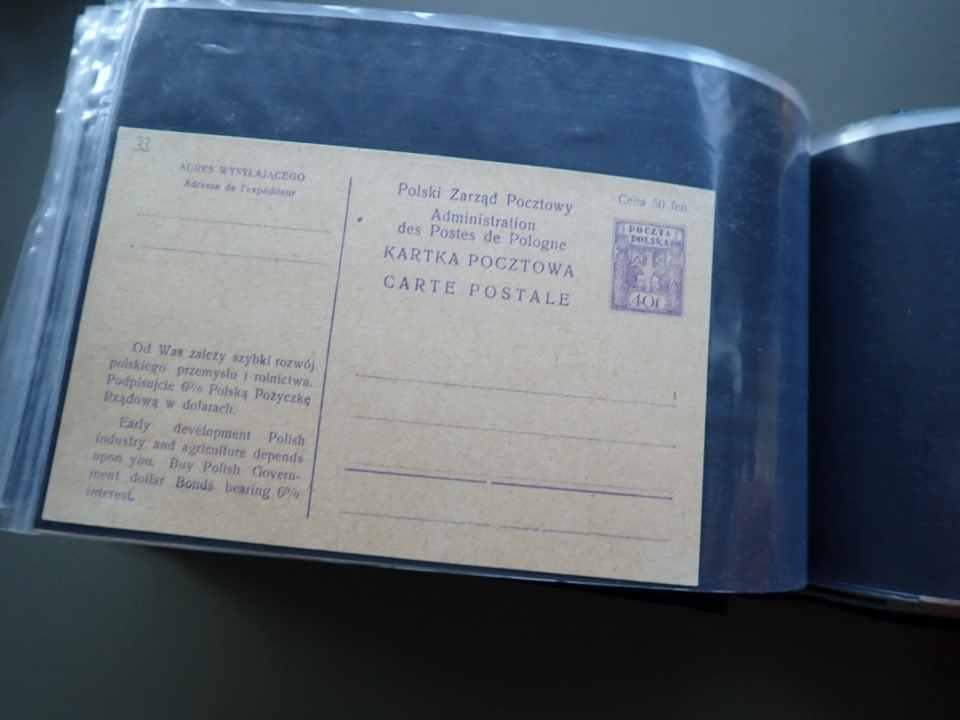 33
ADRES WYSYŁAJĄCEGO
Adresse de l'expéditeur
Polski Zarząd Pocztowy
Administration
des Postes de Pologne
KARTKA POCZTOWA
CARTE POSTALE
Cena 50 fen.
POCZTA
POLSKA
40F
Od Was zależy szybki rozwój
polskiego przemysłu i rolnictwa.
Podpisujcie 6% Polską Pożyczkę
Rządową w dolarach.
Early development Polish
industry and agriculture depends
upon you. Buy Polish Govern-
ment dollar Bonds bearing 6%
interest.